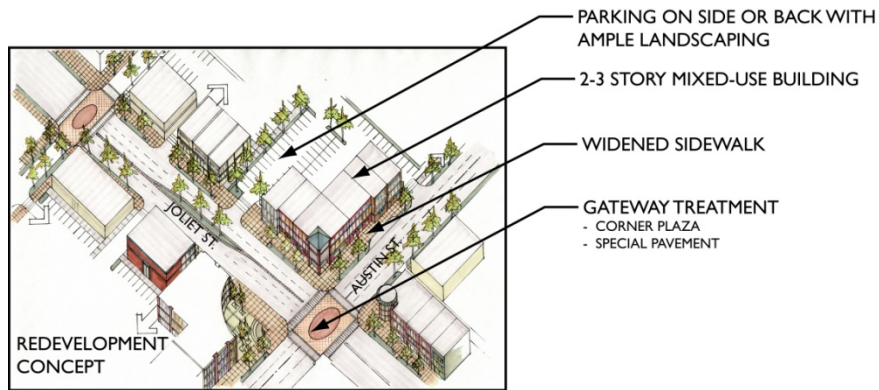 PARKING ON SIDE OR BACK WITH
AMPLE LANDSCAPING
2-3 STORY MIXED-USE BUILDING
WIDENED SIDEWALK
GATEWAY TREATMENT
- CORNER PLAZA
- SPECIAL PAVEMENT
JOLIET ST.
AUSTIN ST.
REDEVELOPMENT
CONCEPT